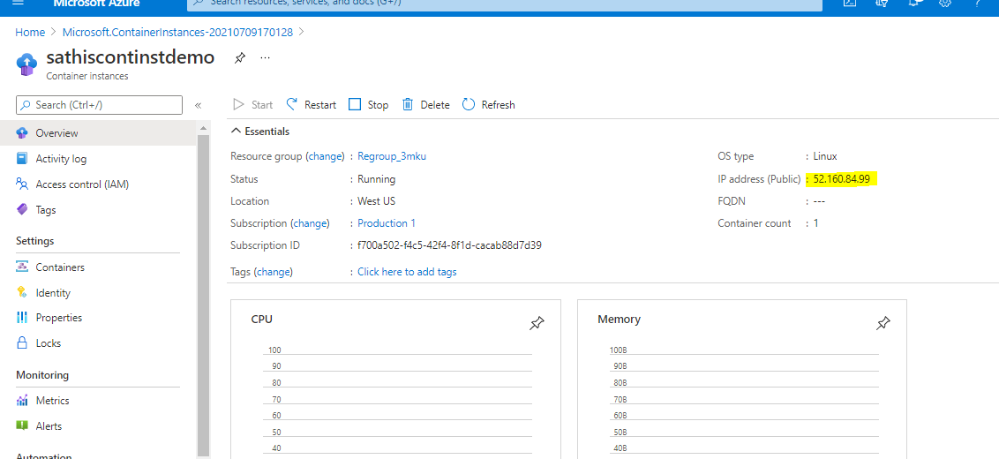 Microsoft Azure
Search resources, services, and docs (G+/)
Home > Microsoft.ContainerInstances-20210709170128 >
sathiscontinstdemo
Container instances
Search (Ctrl+/)
«
Start
Restart
Stop
Delete
Refresh
Overview
Activity log
Access control (IAM)
Tags
Settings
Containers
Identity
Properties
Locks
Monitoring
Metrics
Alerts
Automation
Essentials
Resource group (change) : Regroup_3mku
Status : Running
Location : West US
Subscription (change) : Production 1
Subscription ID : f700a502-f4c5-42f4-8f1d-cacab88d7d39
Tags (change) : Click here to add tags
OS type : Linux
IP address (Public) : 52.160.84.99
FQDN : ---
Container count : 1
CPU
100
90
80
70
60
50
40
Memory
100B
90B
80B
70B
60B
50B
40B